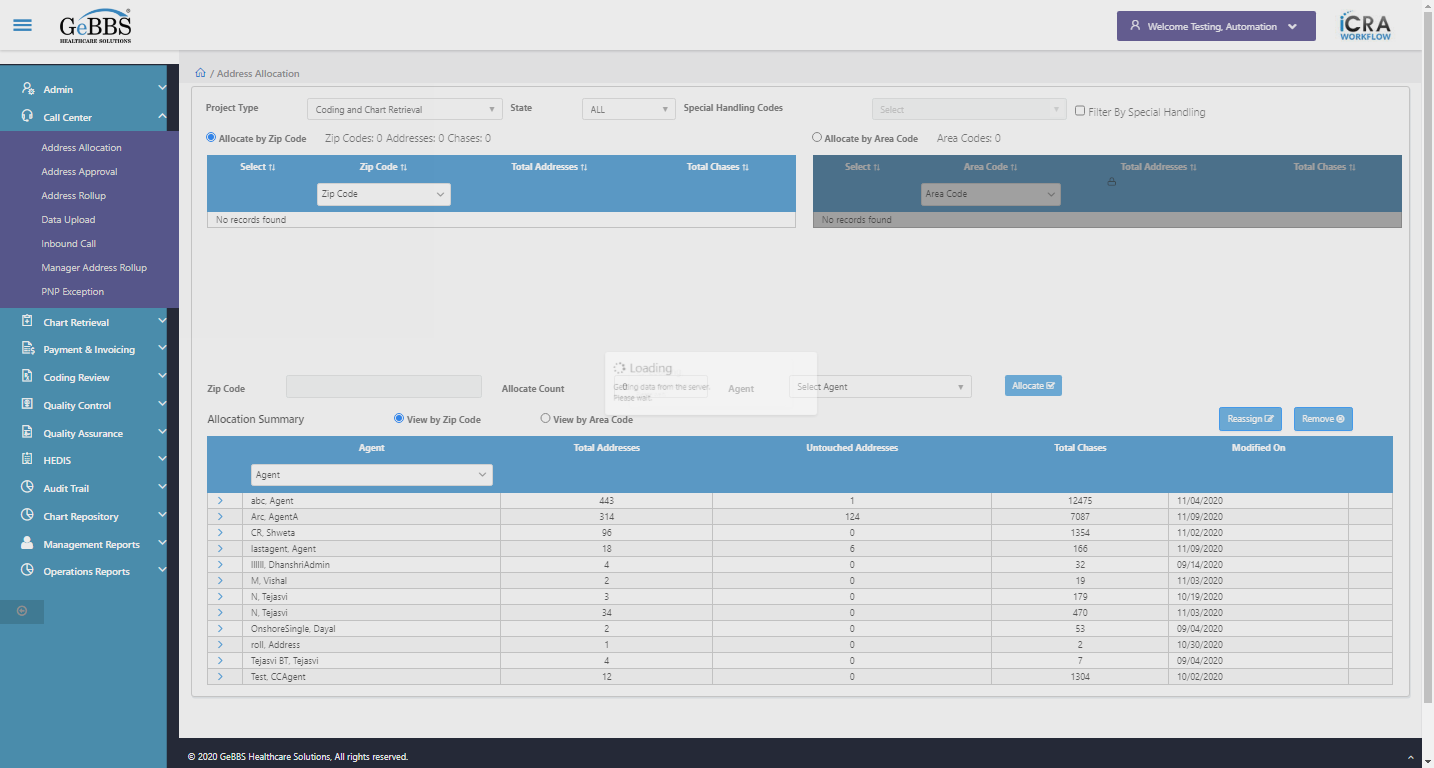 GeBBS
HEALTHCARE SOLUTIONS
Welcome Testing, Automation
iCRA
WORKFLOW
Admin
Call Center
Address Allocation
Address Approval
Address Rollup
Data Upload
Inbound Call
Manager Address Rollup
PNP Exception
Chart Retrieval
Payment & Invoicing
Coding Review
Quality Control
Quality Assurance
HEDIS
Audit Trail
Chart Repository
Management Reports
Operations Reports
/ Address Allocation
Project Type Coding and Chart Retrieval State ALL Special Handling Codes Select Filter By Special Handling
Allocate by Zip Code Zip Codes: 0 Addresses: 0 Chases: 0
Select Zip Code Total Addresses Total Chases
Zip Code
No records found
Allocate by Area Code Area Codes: 0
Select Area Code Total Addresses Total Chases
Area Code
No records found
Loading
Getting data from the server.
Please wait.
Zip Code Allocate Count 0 Agent Select Agent Allocate
Allocation Summary View by Zip Code View by Area Code Reassign Remove
Agent Total Addresses Untouched Addresses Total Chases Modified On
Agent
abc, Agent 443 1 12475 11/04/2020
Arc, AgentA 314 124 7087 11/09/2020
CR, Shweta 96 0 1354 11/02/2020
lastagent, Agent 18 6 166 11/09/2020
DhanshriAdmin 4 0 32 09/14/2020
M, Vishal 2 0 19 11/03/2020
N, Tejasvi 3 0 179 10/19/2020
N, Tejasvi 34 0 470 11/03/2020
OnshoreSingle, Dayal 2 0 53 09/04/2020
roll, Address 1 0 2 10/30/2020
Tejasvi BT, Tejasvi 4 0 7 09/04/2020
Test, CCAgent 12 0 1304 10/02/2020
© 2020 GeBBS Healthcare Solutions, All rights reserved.